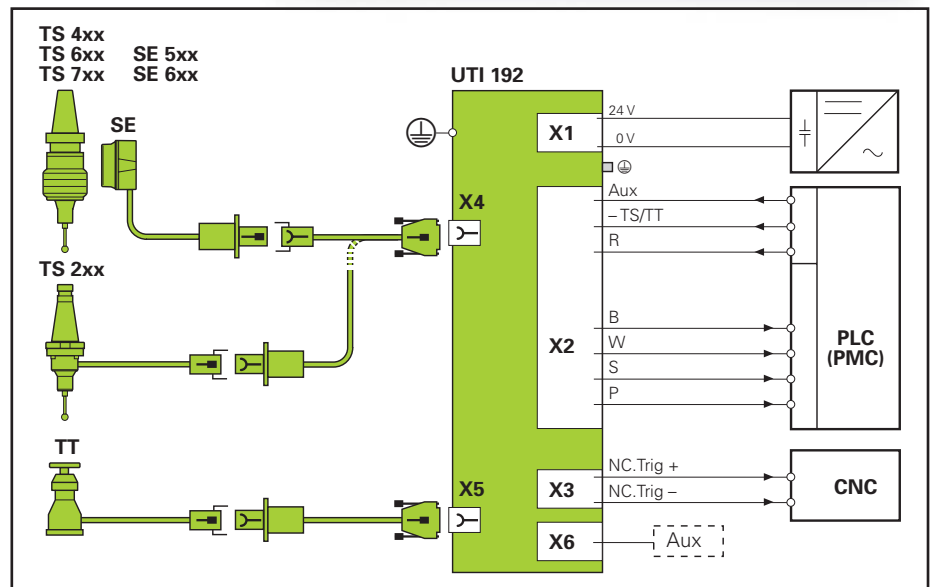 TS 4xx
TS 6xx SE 5xx
TS 7xx SE 6xx
UTI 192
SE
X1
24 V
0 V
X4
Aux
– TS/TT
R
TS 2xx
B
W
S
P
X2
PLC
(PMC)
TT
X5
X3
NC.Trig +
NC.Trig –
CNC
X6
Aux